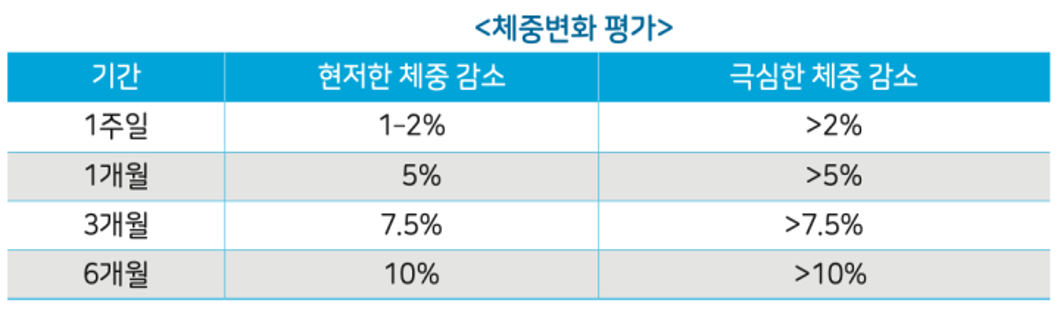 <체중변화 평가>
기간 현저한 체중 감소 극심한 체중 감소
1주일 1-2% >2%
1개월 5% >5%
3개월 7.5% >7.5%
6개월 10% >10%